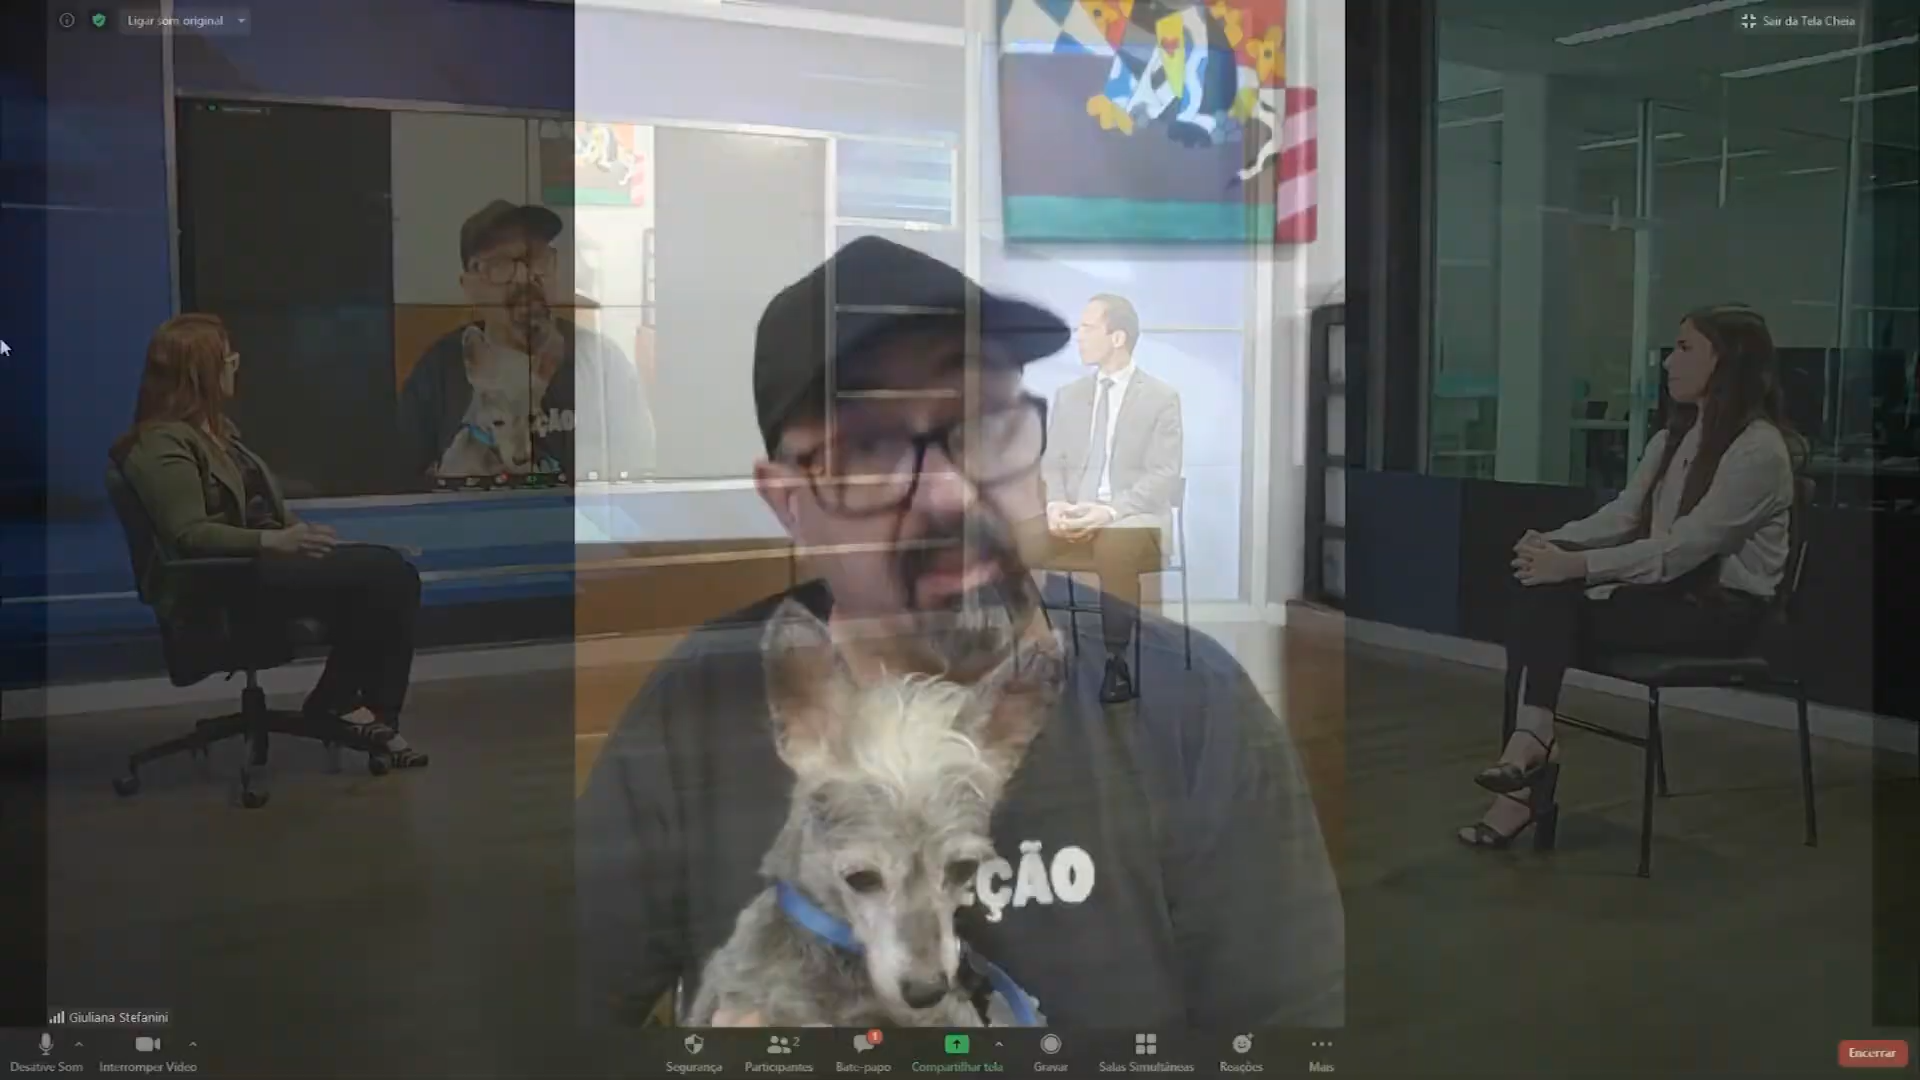 Ligar som original
Sair da Tela Cheia
ÇÃO
ÇÃO
Giuliana Stefanini
Desative Som
Interromper Vídeo
Segurança
2
Participantes
1
Bate-papo
Compartilhar tela
Gravar
Salas Simultâneas
Reações
Mais
Encerrar